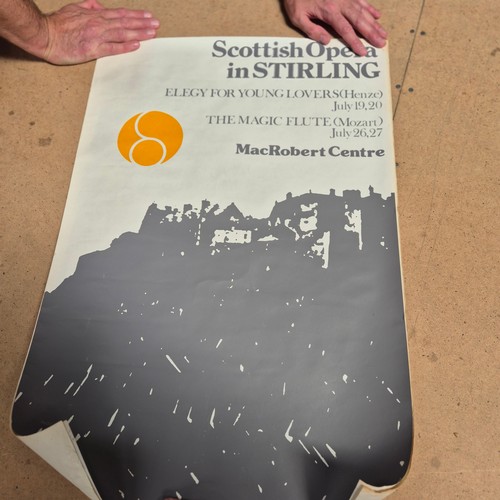 Scottish Opera
in STIRLING
ELEGY FOR YOUNG LOVERS (Henze)
July 19, 20
THE MAGIC FLUTE (Mozart)
July 26, 27
MacRobert Centre